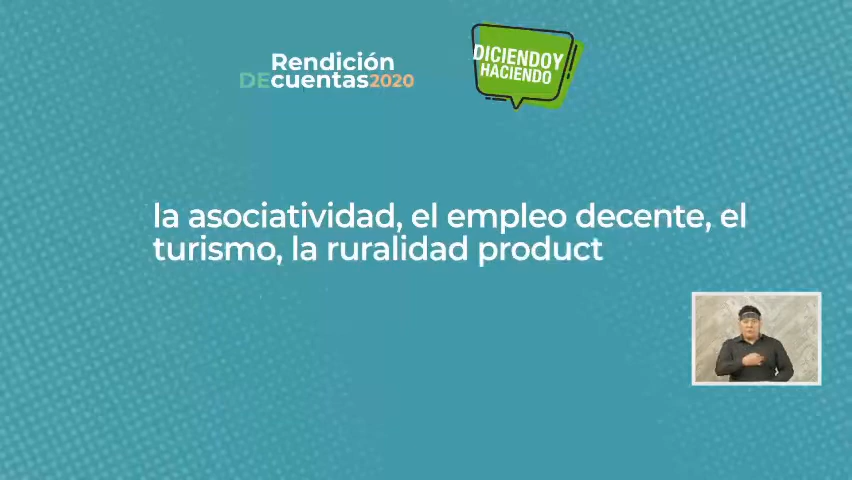 Rendición
DEcuentas2020
DICIENDOY
HACIENDO
la asociatividad, el empleo decente, el
turismo, la ruralidad product